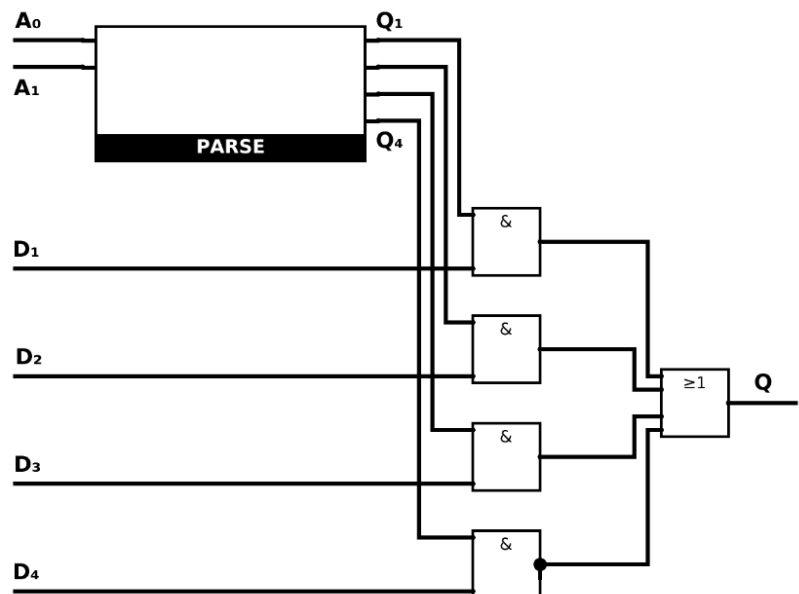 A₀
Q₁
A₁
PARSE
Q₄
&
D₁
&
D₂
≥1
Q
&
D₃
&
D₄